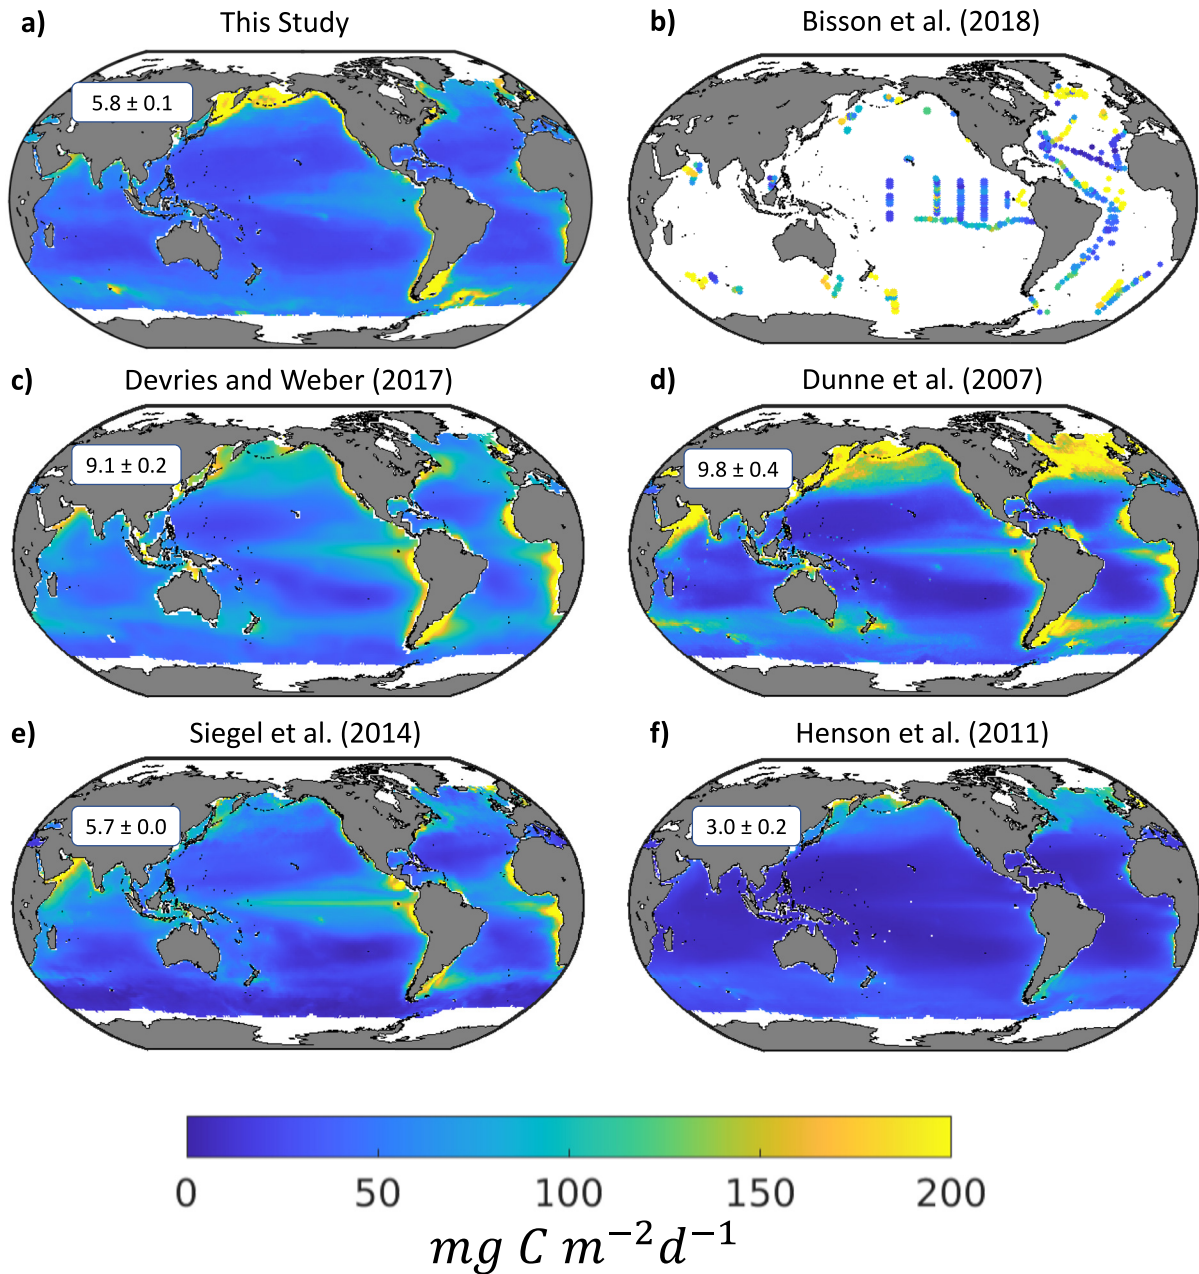 a) This Study
b) Bisson et al. (2018)
5.8 ± 0.1
c) Devries and Weber (2017)
d) Dunne et al. (2007)
9.1 ± 0.2
9.8 ± 0.4
e) Siegel et al. (2014)
f) Henson et al. (2011)
5.7 ± 0.0
3.0 ± 0.2
0 50 100 150 200
mg C m⁻²d⁻¹